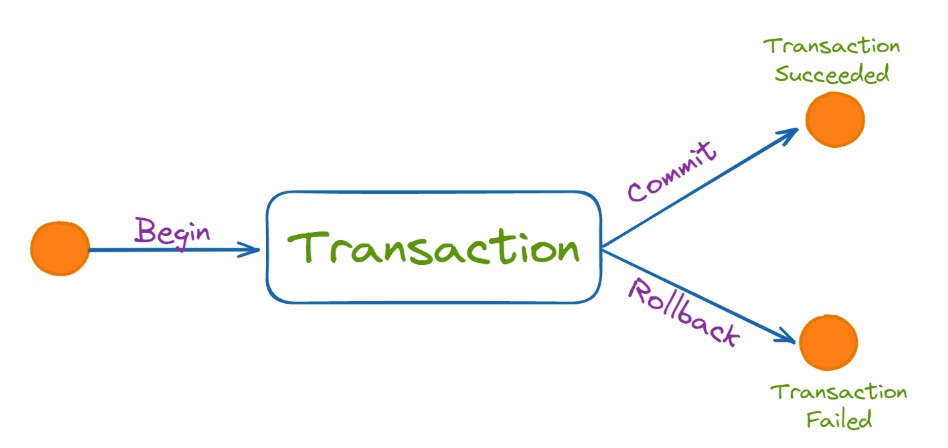 Transaction
Succeeded
Commit
Begin
Transaction
Rollback
Transaction
Failed